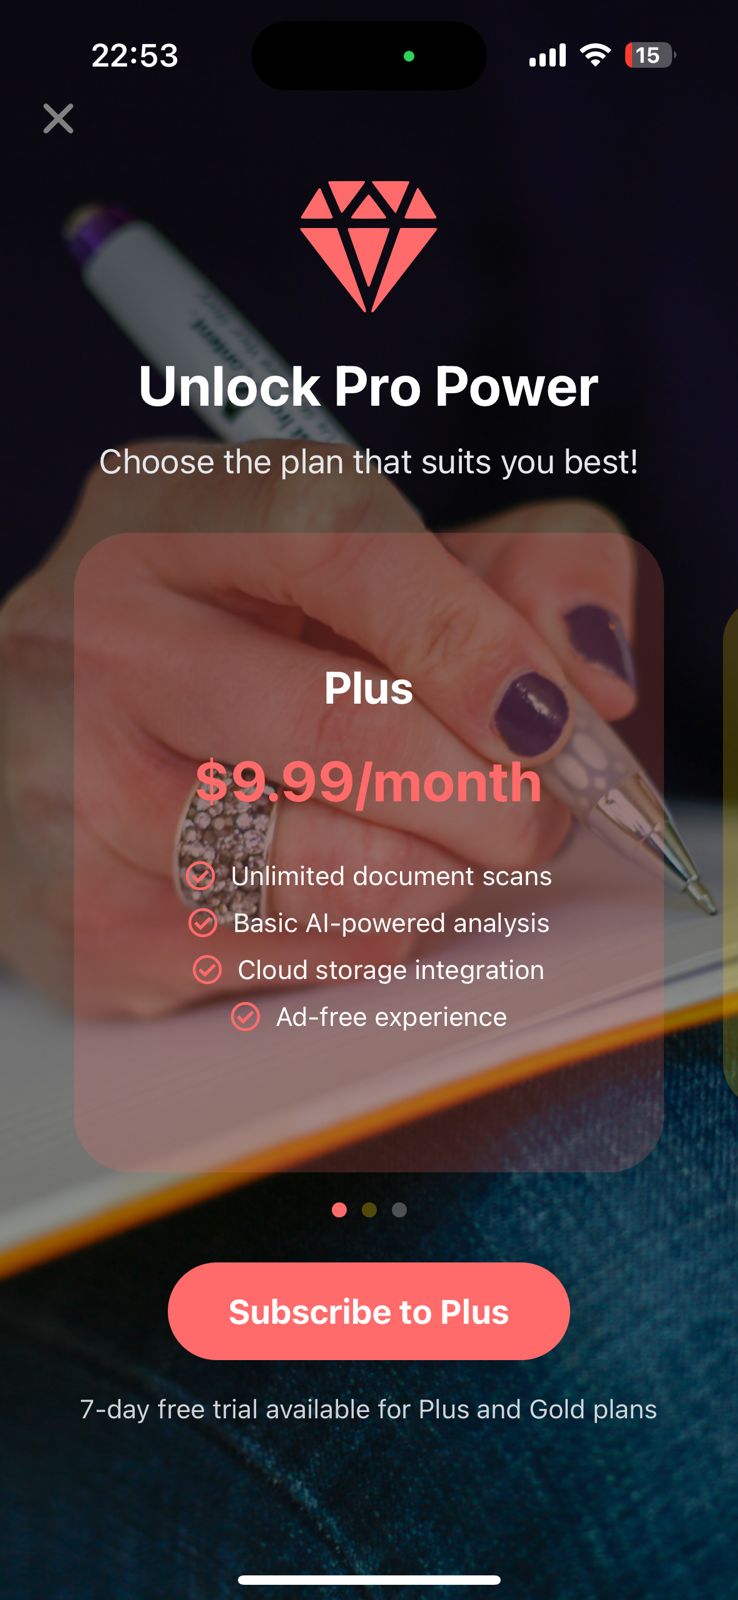 22:53
15
Unlock Pro Power
Choose the plan that suits you best!
Plus
$9.99/month
Unlimited document scans
Basic AI-powered analysis
Cloud storage integration
Ad-free experience
Subscribe to Plus
7-day free trial available for Plus and Gold plans